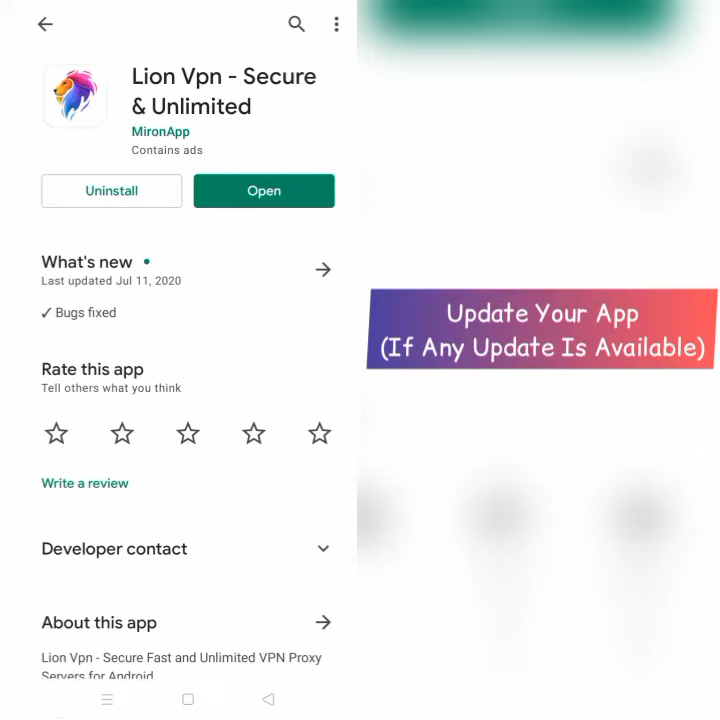 Lion Vpn - Secure
& Unlimited
MironApp
Contains ads
Uninstall
Open
What's new
Last updated Jul 11, 2020
✓ Bugs fixed
Rate this app
Tell others what you think
Write a review
Developer contact
About this app
Lion Vpn - Secure Fast and Unlimited VPN Proxy
Servers for Android
Update Your App
(If Any Update Is Available)